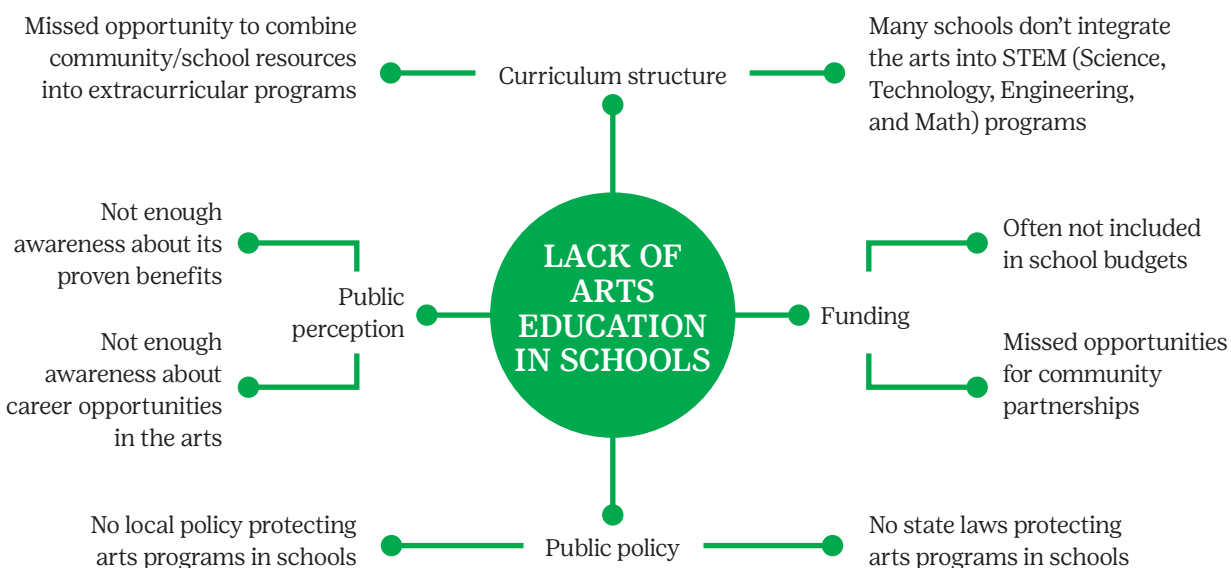 Missed opportunity to combine
community/school resources
into extracurricular programs
Curriculum structure
Many schools don’t integrate
the arts into STEM (Science,
Technology, Engineering,
and Math) programs
Not enough
awareness about its
proven benefits
Public
perception
Not enough
awareness about
career opportunities
in the arts
LACK OF
ARTS
EDUCATION
IN SCHOOLS
Often not included
in school budgets
Funding
Missed opportunities
for community
partnerships
No local policy protecting
arts programs in schools
Public policy
No state laws protecting
arts programs in schools